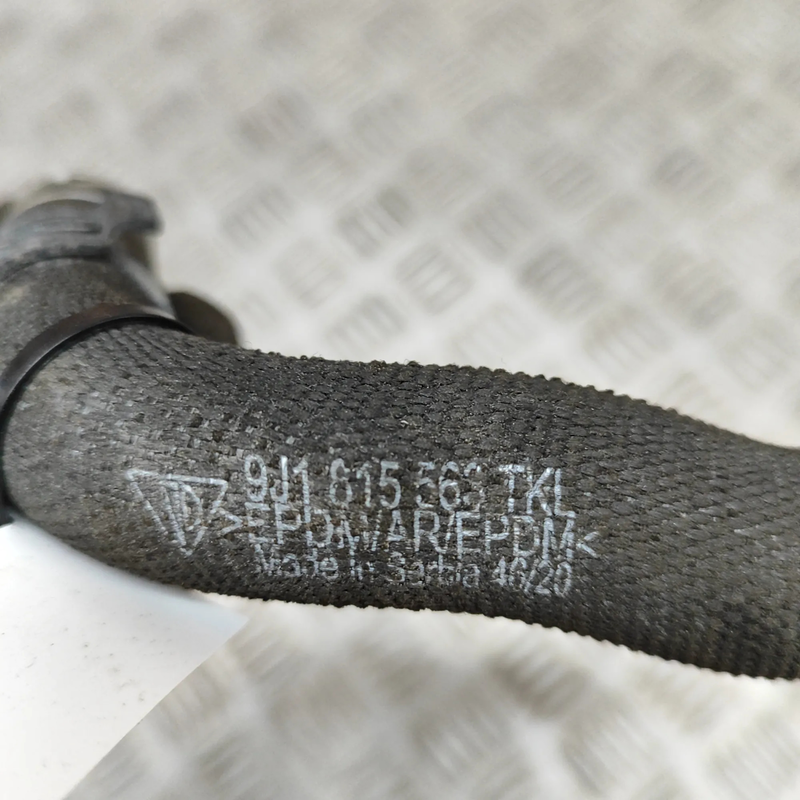 9J1 815 563 TKL
>EPDM/AR/EPDM<
Made in Serbia 46/20